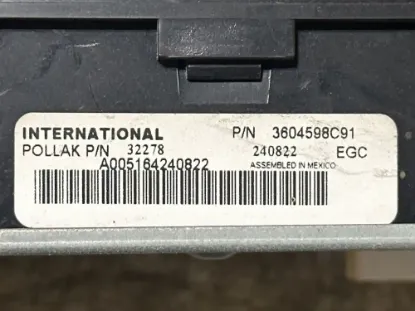 INTERNATIONAL P/N 3604598C91
POLLAK P/N 32278 240822 EGC
A005164240822 ASSEMBLED IN MEXICO